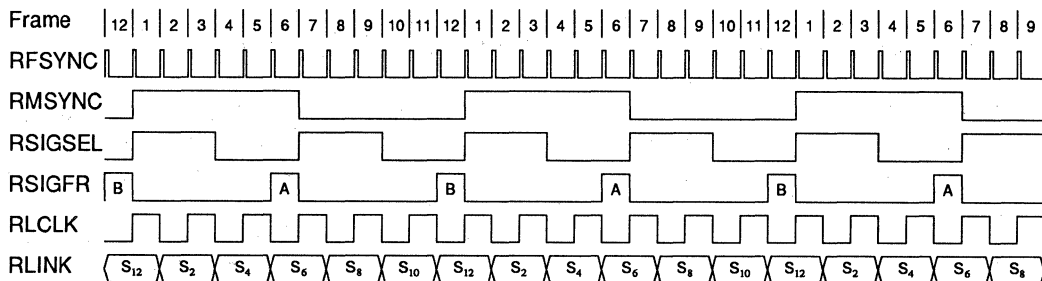 Frame 12 1 2 3 4 5 6 7 8 9 10 11 12 1 2 3 4 5 6 7 8 9 10 11 12 1 2 3 4 5 6 7 8 9
RFSYNC
RMSYNC
RSIGSEL
RSIGFR B A B A B A
RLCLK
RLINK S₁₂ S₂ S₄ S₆ S₈ S₁₀ S₁₂ S₂ S₄ S₆ S₈ S₁₀ S₁₂ S₂ S₄ S₆ S₈